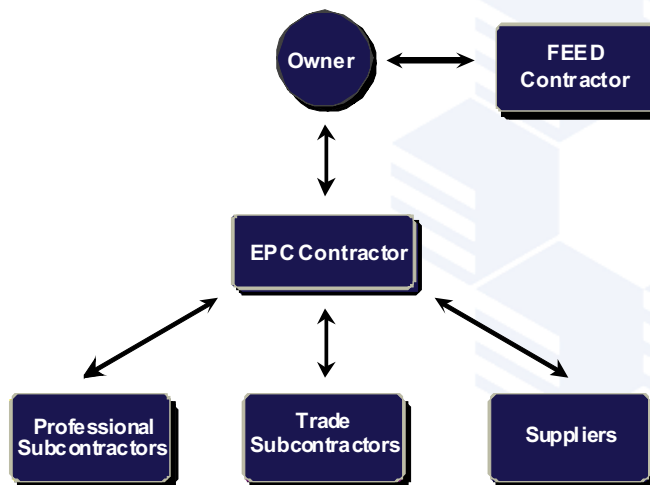 Owner
FEED
Contractor
EPC Contractor
Professional
Subcontractors
Trade
Subcontractors
Suppliers